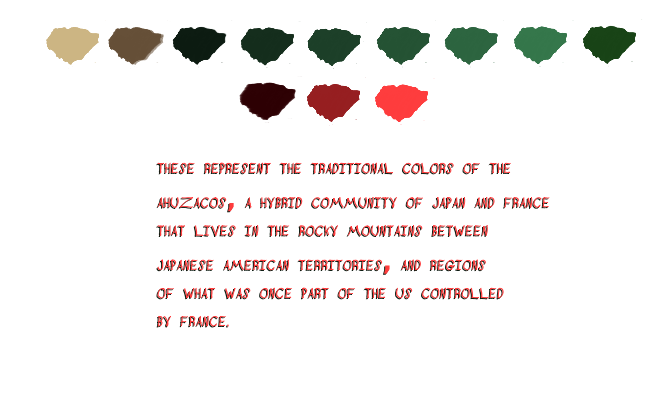 THESE REPRESENT THE TRADITIONAL COLORS OF THE
AHUZACOS, A HYBRID COMMUNITY OF JAPAN AND FRANCE
THAT LIVES IN THE ROCKY MOUNTAINS BETWEEN
JAPANESE AMERICAN TERRITORIES, AND REGIONS
OF WHAT WAS ONCE PART OF THE US CONTROLLED
BY FRANCE.